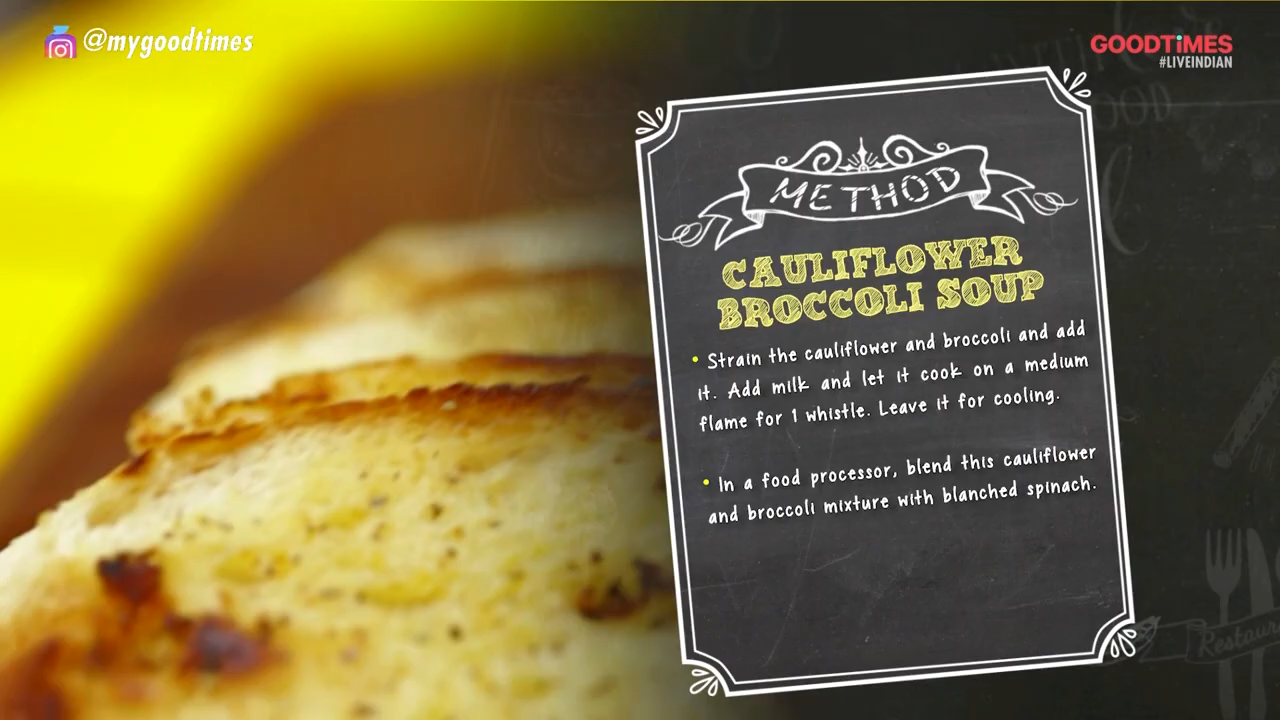 @mygoodtimes
GOODTiMES
#LIVEINDIAN
METHOD
CAULIFLOWER
BROCCOLI SOUP
• Strain the cauliflower and broccoli and add
it. Add milk and let it cook on a medium
flame for 1 whistle. Leave it for cooling.
• In a food processor, blend this cauliflower
and broccoli mixture with blanched spinach.